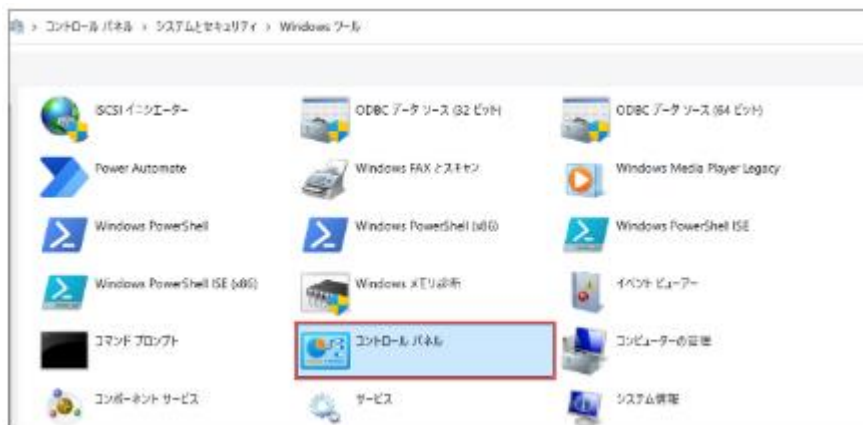 > コントロール パネル > システムとセキュリティ > Windows ツール
iSCSI イニシエーター
ODBC データ ソース (32 ビット)
ODBC データ ソース (64 ビット)
Power Automate
Windows FAX とスキャン
Windows Media Player Legacy
Windows PowerShell
Windows PowerShell (x86)
Windows PowerShell ISE
Windows PowerShell ISE (x86)
Windows メモリ診断
イベント ビューアー
コマンド プロンプト
コントロール パネル
コンピューターの管理
コンポーネント サービス
サービス
システム情報